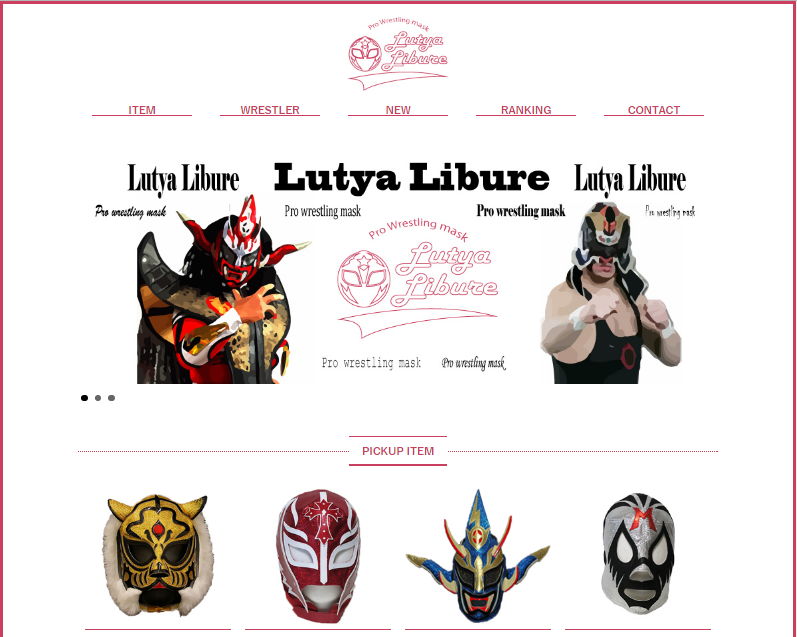 Pro Wrestling mask
Lutya
Libure
ITEM
WRESTLER
NEW
RANKING
CONTACT
Lutya Libure
Lutya Libure
Lutya Libure
Pro wrestling mask
Pro wrestling mask
Pro wrestling mask
Pro wrestling mask
Pro Wrestling mask
Lutya
Libure
Pro wrestling mask
Pro wrestling mask
PICKUP ITEM